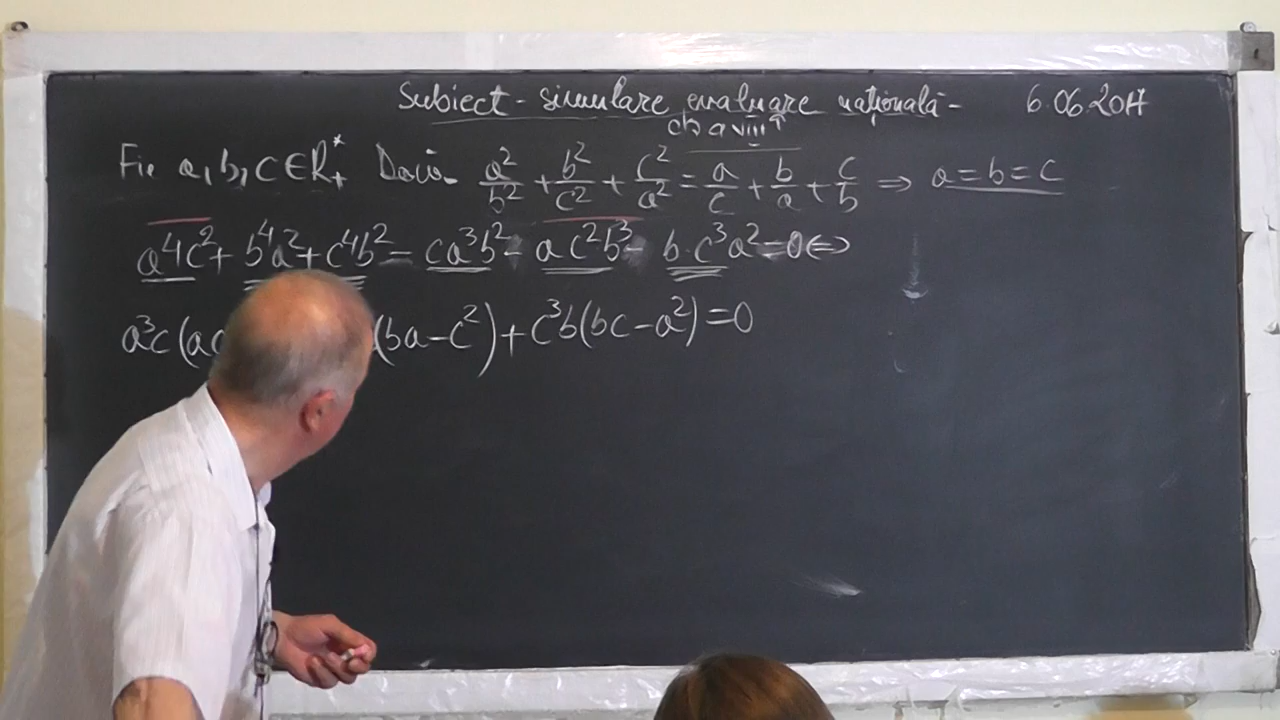 Subiect - simulare evaluare naţională - 6.06.2017
cls a VIII^a
Fie a, b, c ∈ R₊* Dacă a²/b² + b²/c² + c²/a² = a/c + b/a + c/b ⇒ a = b = c
a⁴c² + b⁴a² + c⁴b² - ca³b² - ac²b³ - b·c³a² = 0 ⇔
a³c(ac (ba - c²) + c³b(bc - a²) = 0